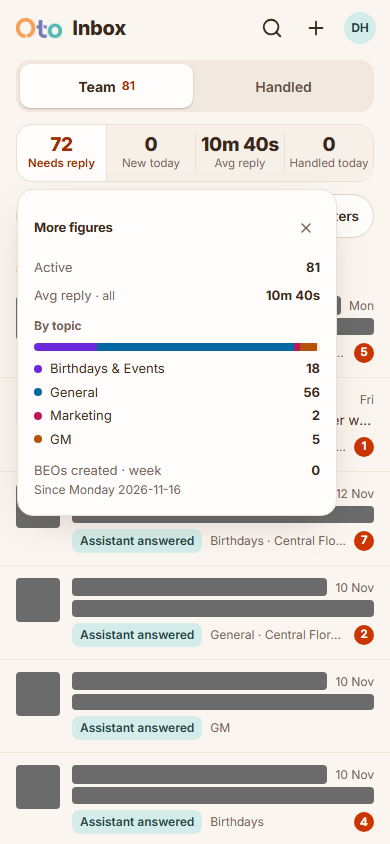 Oto Inbox DH
Team 81 Handled
72 0 10m 40s 0
Needs reply New today Avg reply Handled today
ters
More figures
Active 81
Avg reply · all 10m 40s
By topic
Birthdays & Events 18
General 56
Marketing 2
GM 5
BEOs created · week 0
Since Monday 2026-11-16
Mon
... 5
Fri
er w...
... 1
12 Nov
Assistant answered Birthdays · Central Flo... 7
10 Nov
Assistant answered General · Central Flor... 2
10 Nov
Assistant answered GM
10 Nov
Assistant answered Birthdays 4